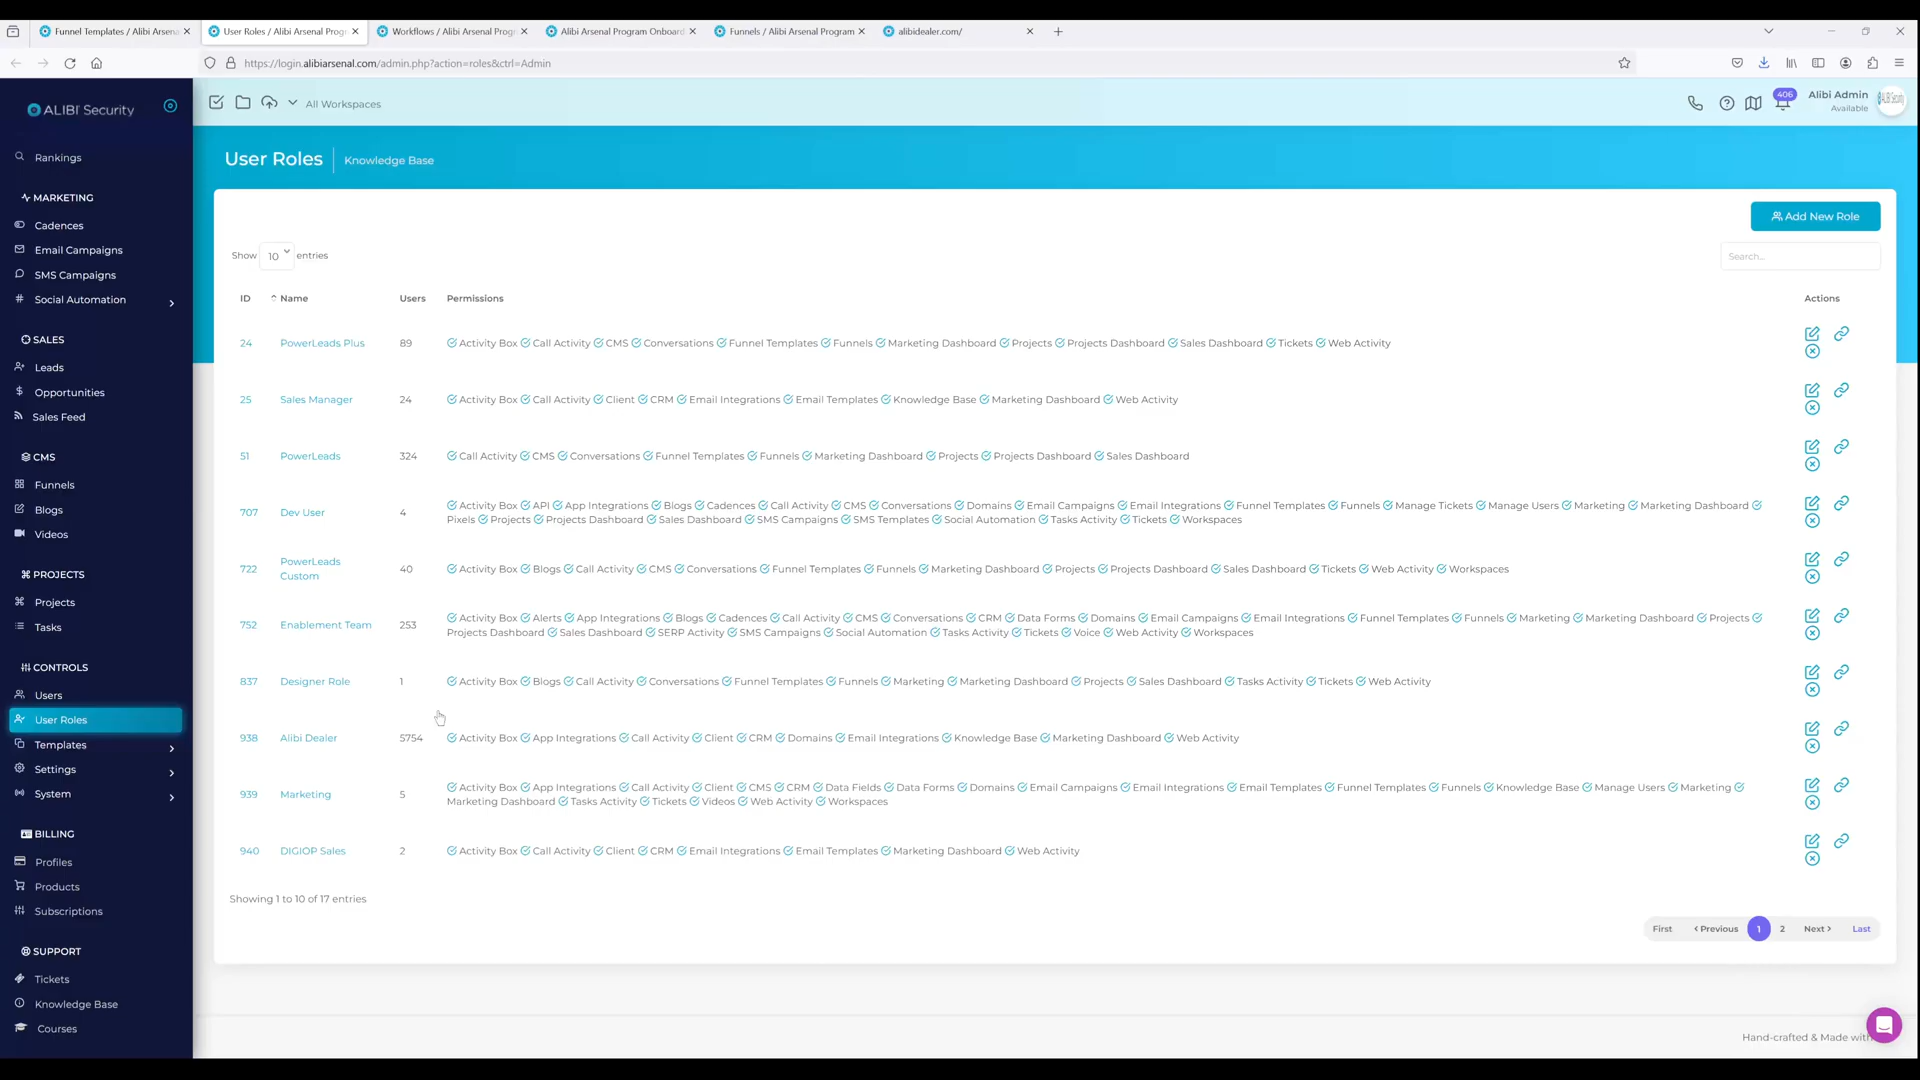 Funnel Templates / Alibi Arsena
User Roles / Alibi Arsenal Progr
Workflows / Alibi Arsenal Progr
Alibi Arsenal Program Onboard
Funnels / Alibi Arsenal Program
alibidealer.com/
https://login.alibiarsenal.com/admin.php?action=roles&ctrl=Admin
ALIBI Security
All Workspaces
406
Alibi Admin
Available
Rankings
MARKETING
Cadences
Email Campaigns
SMS Campaigns
Social Automation
SALES
Leads
Opportunities
Sales Feed
CMS
Funnels
Blogs
Videos
PROJECTS
Projects
Tasks
CONTROLS
Users
User Roles
Templates
Settings
System
BILLING
Profiles
Products
Subscriptions
SUPPORT
Tickets
Knowledge Base
Courses
User Roles
Knowledge Base
Add New Role
Show 10 entries
Search...
ID Name Users Permissions Actions
24 PowerLeads Plus 89 Activity Box Call Activity CMS Conversations Funnel Templates Funnels Marketing Dashboard Projects Projects Dashboard Sales Dashboard Tickets Web Activity
25 Sales Manager 24 Activity Box Call Activity Client CRM Email Integrations Email Templates Knowledge Base Marketing Dashboard Web Activity
51 PowerLeads 324 Call Activity CMS Conversations Funnel Templates Funnels Marketing Dashboard Projects Projects Dashboard Sales Dashboard
707 Dev User 4 Activity Box API App Integrations Blogs Cadences Call Activity CMS Conversations Domains Email Campaigns Email Integrations Funnel Templates Funnels Manage Tickets Manage Users Marketing Marketing Dashboard
Pixels Projects Projects Dashboard Sales Dashboard SMS Campaigns SMS Templates Social Automation Tasks Activity Tickets Workspaces
722 PowerLeads
Custom 40 Activity Box Blogs Call Activity CMS Conversations Funnel Templates Funnels Marketing Dashboard Projects Projects Dashboard Sales Dashboard Tickets Web Activity Workspaces
752 Enablement Team 253 Activity Box Alerts App Integrations Blogs Cadences Call Activity CMS Conversations CRM Data Forms Domains Email Campaigns Email Integrations Funnel Templates Funnels Marketing Marketing Dashboard Projects
Projects Dashboard Sales Dashboard SERP Activity SMS Campaigns Social Automation Tasks Activity Tickets Voice Web Activity Workspaces
837 Designer Role 1 Activity Box Blogs Call Activity Conversations Funnel Templates Funnels Marketing Marketing Dashboard Projects Sales Dashboard Tasks Activity Tickets Web Activity
938 Alibi Dealer 5754 Activity Box App Integrations Call Activity Client CRM Domains Email Integrations Knowledge Base Marketing Dashboard Web Activity
939 Marketing 5 Activity Box App Integrations Call Activity Client CMS CRM Data Fields Data Forms Domains Email Campaigns Email Integrations Email Templates Funnel Templates Funnels Knowledge Base Manage Users Marketing
Marketing Dashboard Tasks Activity Tickets Videos Web Activity Workspaces
940 DIGIOP Sales 2 Activity Box Call Activity Client CRM Email Integrations Email Templates Marketing Dashboard Web Activity
Showing 1 to 10 of 17 entries
First Previous 1 2 Next Last
Hand-crafted & Made with